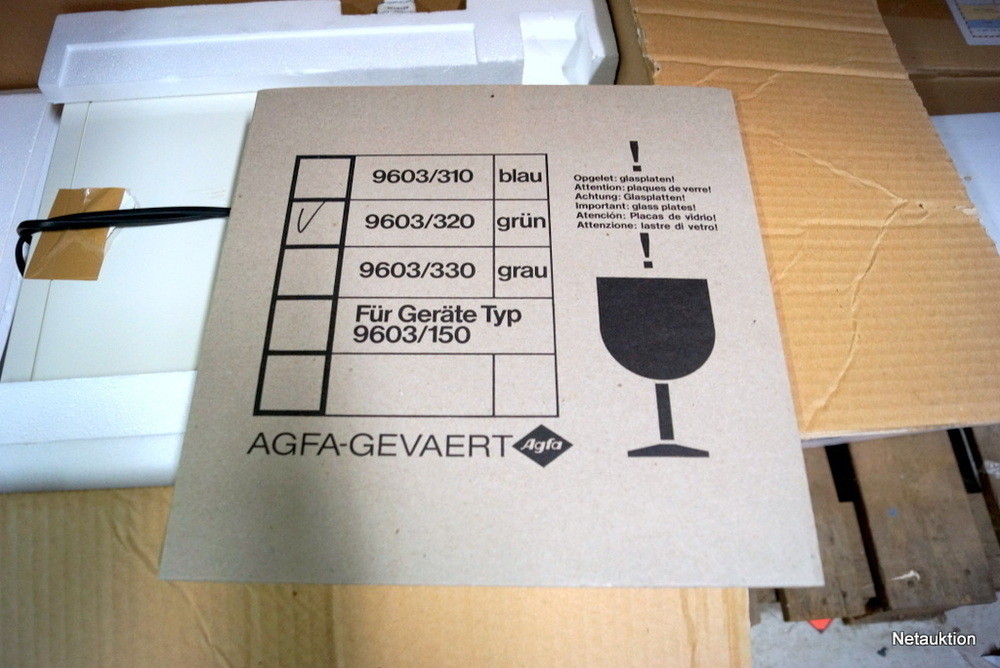 9603/310 blau
9603/320 grün
9603/330 grau
Für Geräte Typ
9603/150
AGFA-GEVAERT Agfa
!
Opgelet: glasplaten!
Attention: plaques de verre!
Achtung: Glasplatten!
Important: glass plates!
Atención: Placas de vidrio!
Attenzione: lastre di vetro!
!
Netauktion